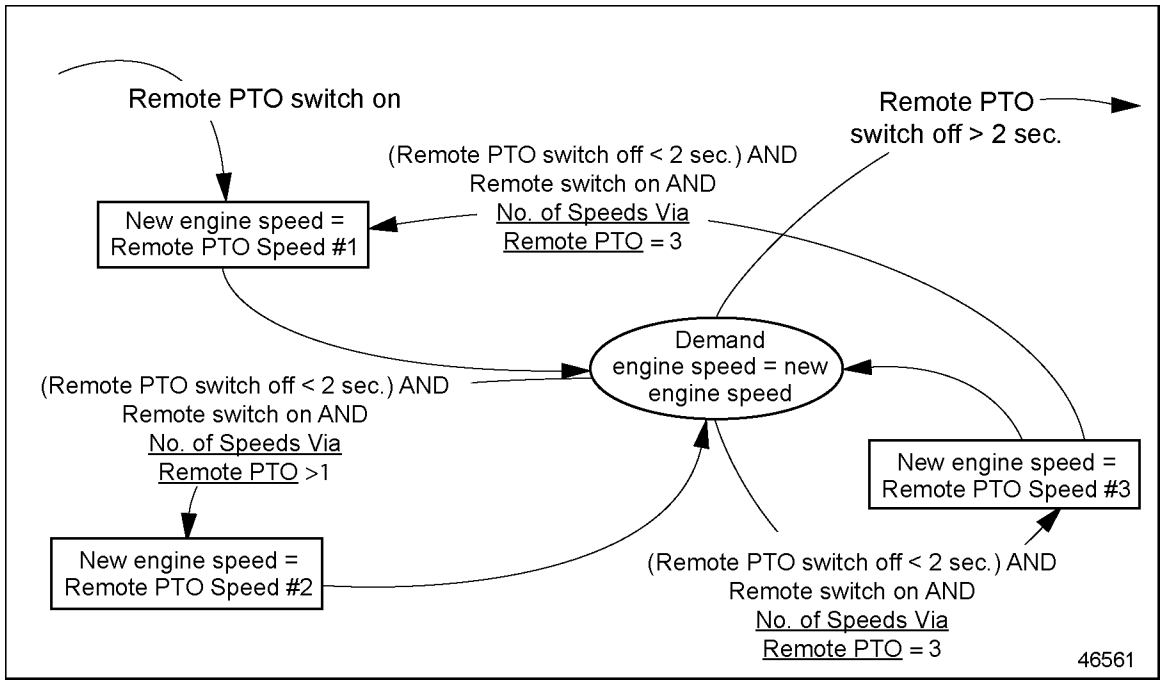 Remote PTO switch on
Remote PTO
switch off > 2 sec.
(Remote PTO switch off < 2 sec.) AND
Remote switch on AND
No. of Speeds Via
Remote PTO = 3
New engine speed =
Remote PTO Speed #1
Demand
engine speed = new
engine speed
(Remote PTO switch off < 2 sec.) AND
Remote switch on AND
No. of Speeds Via
Remote PTO >1
New engine speed =
Remote PTO Speed #3
New engine speed =
Remote PTO Speed #2
(Remote PTO switch off < 2 sec.) AND
Remote switch on AND
No. of Speeds Via
Remote PTO = 3
46561